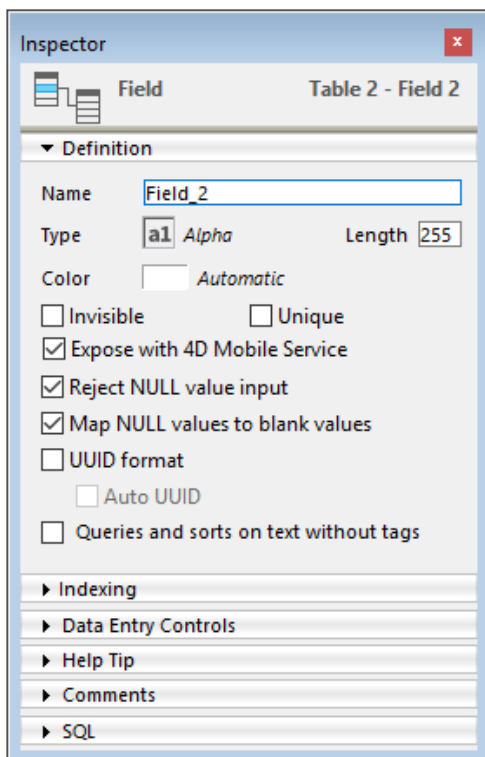 Inspector
x
Field Table 2 - Field 2
Definition
Name Field_2
Type a1 Alpha Length 255
Color Automatic
Invisible Unique
Expose with 4D Mobile Service
Reject NULL value input
Map NULL values to blank values
UUID format
Auto UUID
Queries and sorts on text without tags
Indexing
Data Entry Controls
Help Tip
Comments
SQL